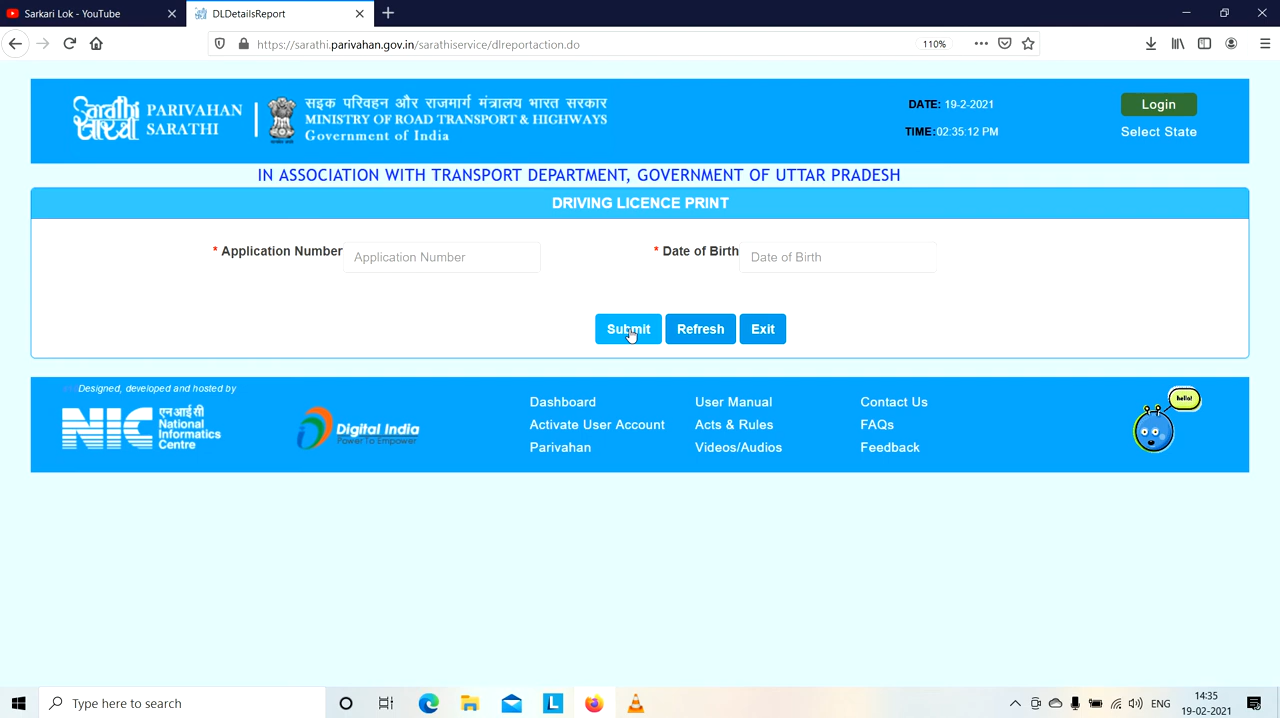 Sarkari Lok - YouTube
DLDetailsReport
https://sarathi.parivahan.gov.in/sarathiservice/dlreportaction.do
110%
Sarathi
सारथी
PARIVAHAN
SARATHI
सड़क परिवहन और राजमार्ग मंत्रालय भारत सरकार
MINISTRY OF ROAD TRANSPORT & HIGHWAYS
Government of India
DATE: 19-2-2021
TIME:02:35:12 PM
Login
Select State
IN ASSOCIATION WITH TRANSPORT DEPARTMENT, GOVERNMENT OF UTTAR PRADESH
DRIVING LICENCE PRINT
* Application Number
Application Number
* Date of Birth
Date of Birth
Submit
Refresh
Exit
Designed, developed and hosted by
NIC
एनआईसी
National
Informatics
Centre
Digital India
Power To Empower
Dashboard
User Manual
Contact Us
Activate User Account
Acts & Rules
FAQs
Parivahan
Videos/Audios
Feedback
hello!
Type here to search
L
ENG
14:35
19-02-2021